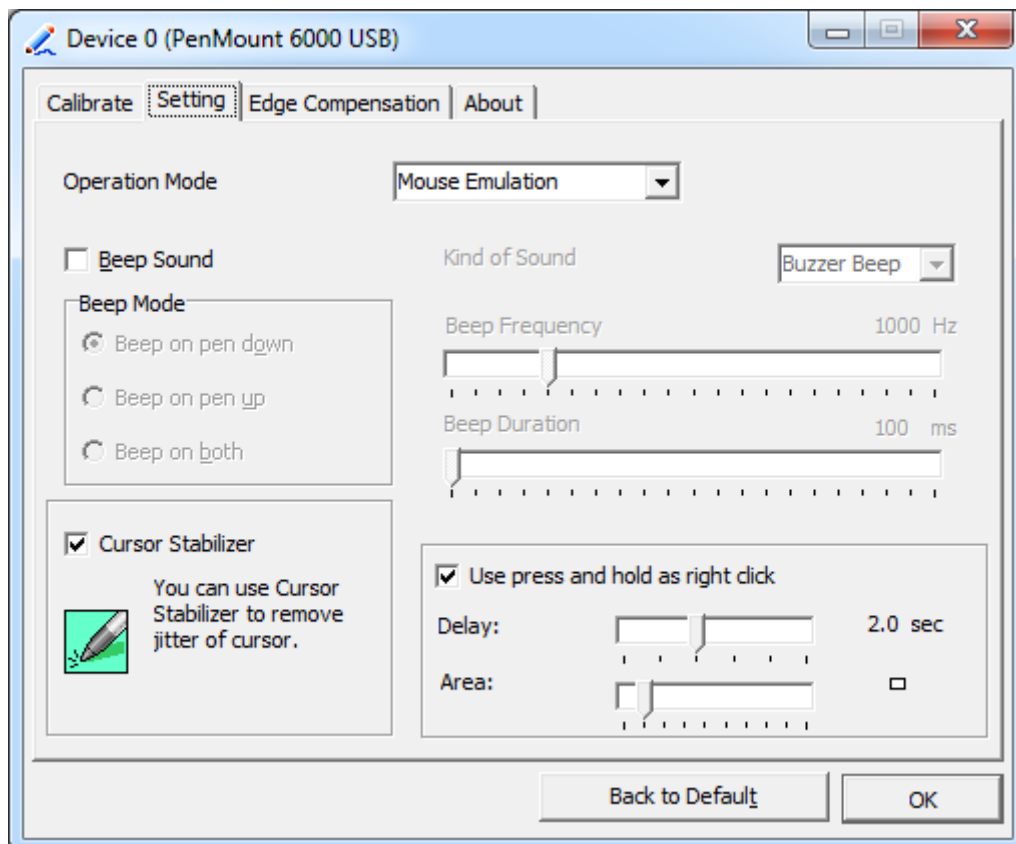 Device 0 (PenMount 6000 USB)
Calibrate Setting Edge Compensation About
Operation Mode Mouse Emulation
Beep Sound Kind of Sound Buzzer Beep
Beep Mode
Beep on pen down
Beep on pen up
Beep on both
Beep Frequency 1000 Hz
Beep Duration 100 ms
Cursor Stabilizer
You can use Cursor
Stabilizer to remove
jitter of cursor.
Use press and hold as right click
Delay: 2.0 sec
Area:
Back to Default OK